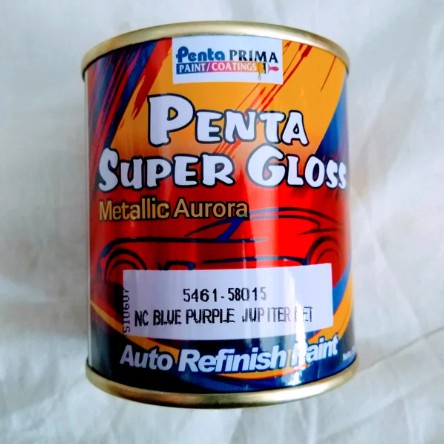 Penta PRIMA
PAINT/COATINGS
PENTA
SUPER GLOSS
Metallic Aurora
5461-58015
NC BLUE PURPLE JUPITER MET
Auto Refinish Paint